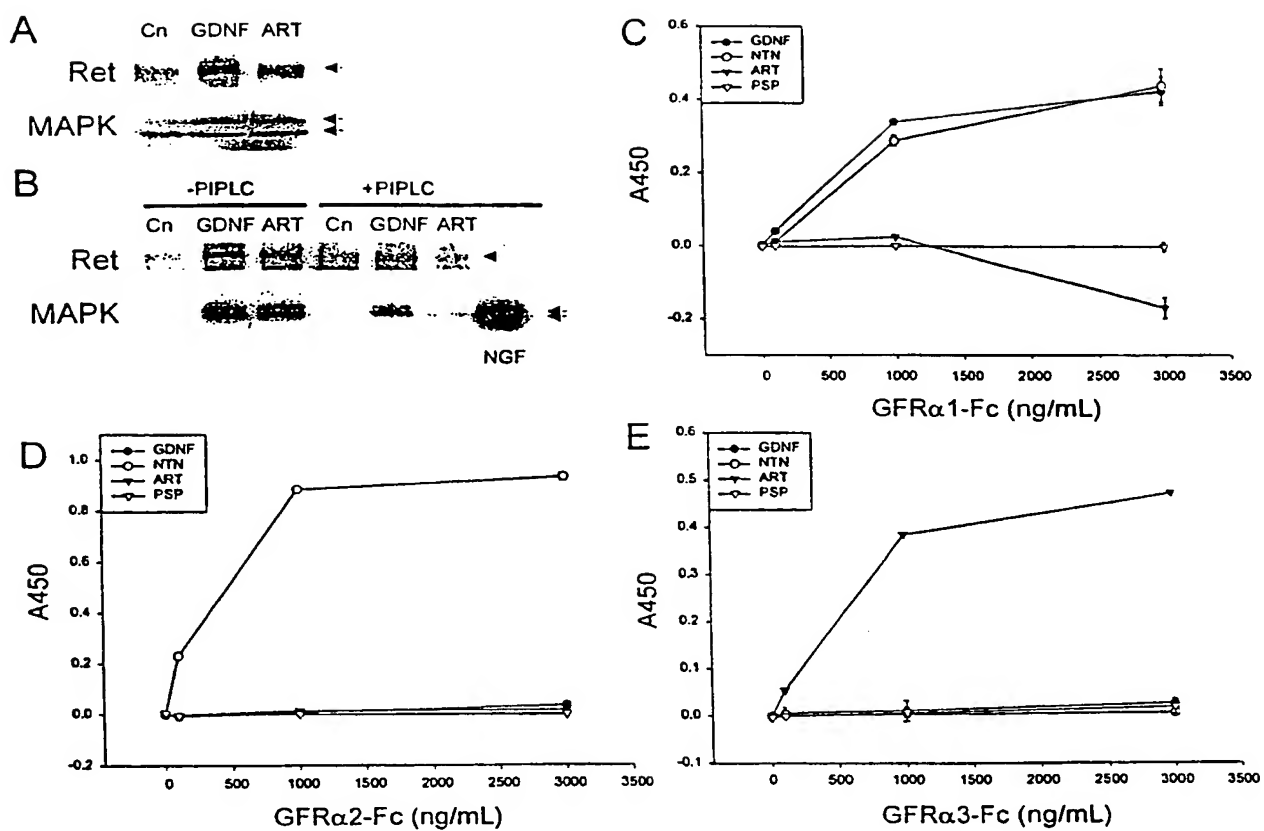 A
Cn GDNF ART
Ret
MAPK
B
-PIPLC +PIPLC
Cn GDNF ART Cn GDNF ART
Ret
MAPK
NGF
C
GDNF
NTN
ART
PSP
0.6
0.4
0.2
0.0
-0.2
A450
0 500 1000 1500 2000 2500 3000 3500
GFRα1-Fc (ng/mL)
D
GDNF
NTN
ART
PSP
1.0
0.8
0.6
0.4
0.2
0.0
-0.2
A450
0 500 1000 1500 2000 2500 3000 3500
GFRα2-Fc (ng/mL)
E
GDNF
NTN
ART
PSP
0.6
0.5
0.4
0.3
0.2
0.1
0.0
-0.1
A450
0 500 1000 1500 2000 2500 3000 3500
GFRα3-Fc (ng/mL)